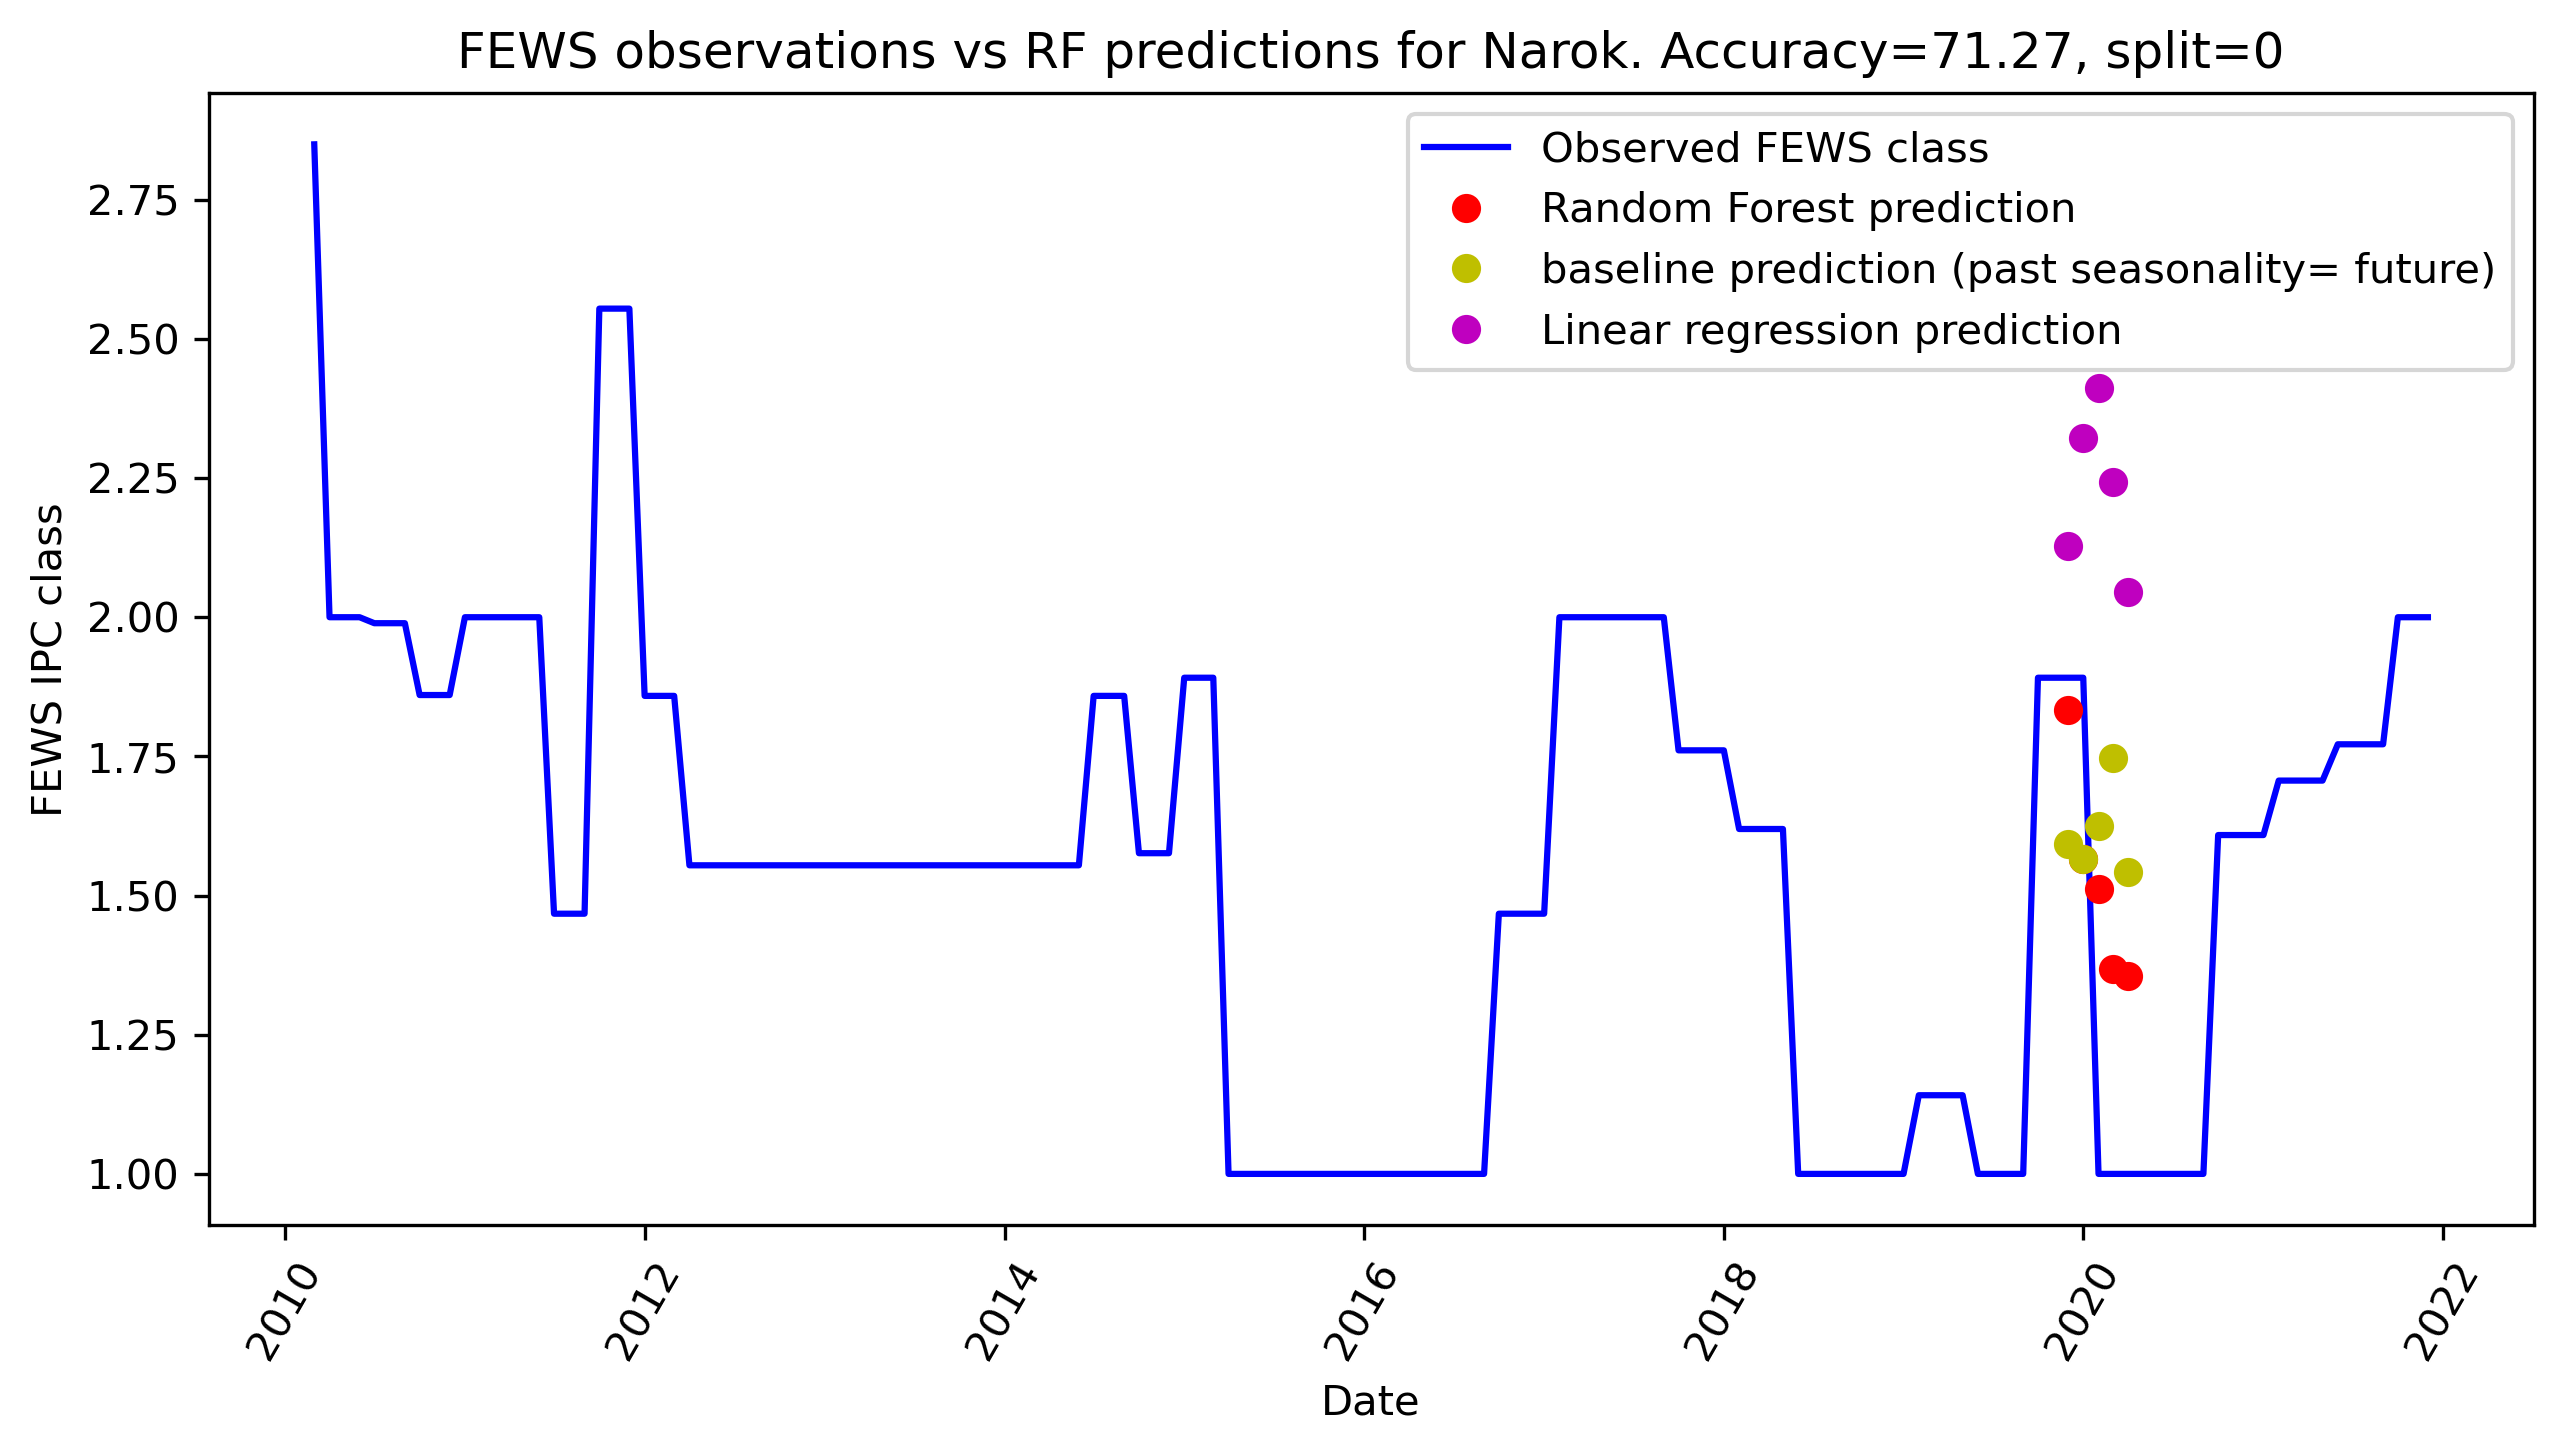 FEWS observations vs RF predictions for Narok. Accuracy=71.27, split=0
Observed FEWS class
Random Forest prediction
baseline prediction (past seasonality= future)
Linear regression prediction
FEWS IPC class
2.75
2.50
2.25
2.00
1.75
1.50
1.25
1.00
2010
2012
2014
2016
2018
2020
2022
Date